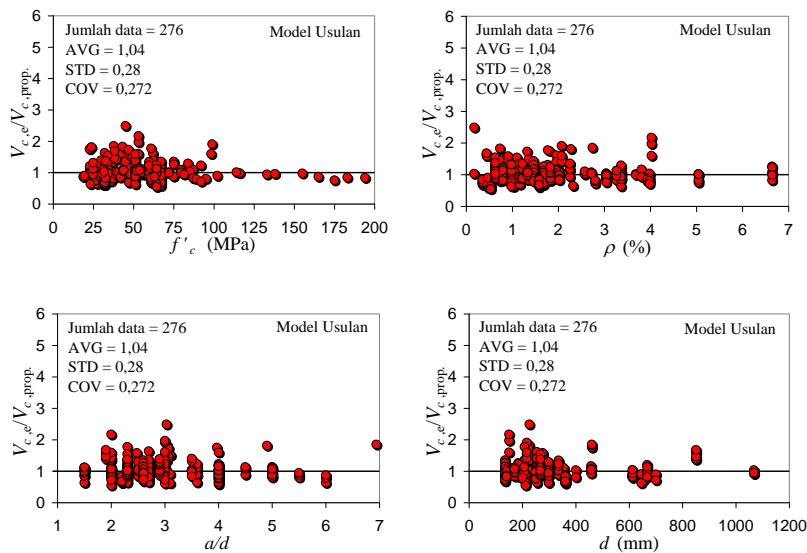 Jumlah data = 276 Model Usulan
AVG = 1,04
STD = 0,28
COV = 0,272
V c,e/V c,prop.
6
5
4
3
2
1
0
0 25 50 75 100 125 150 175 200
f'c (MPa)
Jumlah data = 276 Model Usulan
AVG = 1,04
STD = 0,28
COV = 0,272
V c,e/V c,prop.
6
5
4
3
2
1
0
0 1 2 3 4 5 6 7
ρ (%)
Jumlah data = 276 Model Usulan
AVG = 1,04
STD = 0,28
COV = 0,272
V c,e/V c,prop.
6
5
4
3
2
1
0
1 2 3 4 5 6 7
a/d
Jumlah data = 276 Model Usulan
AVG = 1,04
STD = 0,28
COV = 0,272
V c,e/V c,prop.
6
5
4
3
2
1
0
0 200 400 600 800 1000 1200
d (mm)